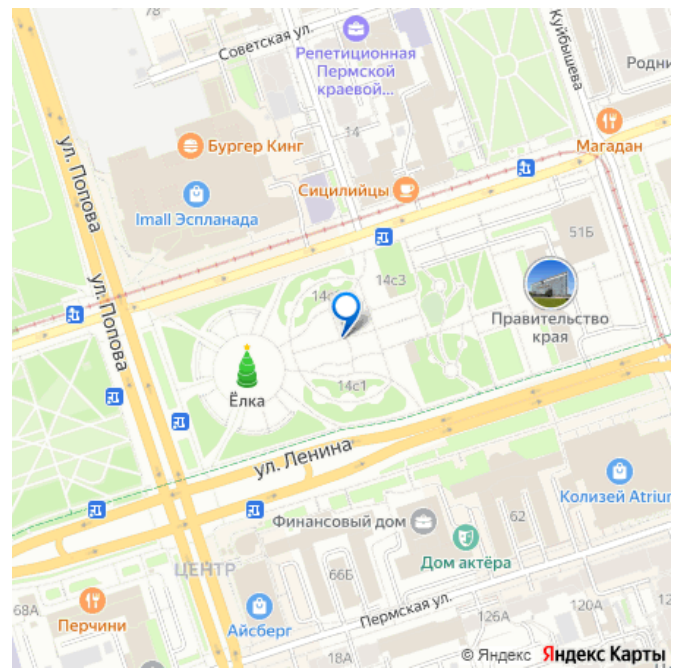 78
Советская ул.
Куйбышева
Репетиционная
Пермской
краевой...
Родни
14
ул. Попова
Бургер Кинг
Магадан
Сицилийцы
Imall Эспланада
51Б
14с3
ул. Попова
Правительство
края
14с1
Ёлка
ул. Ленина
Колизей Atriu
Финансовый дом
62
Дом актёра
ЦЕНТР
66Б
68А
Перчини
Айсберг
Пермская ул.
126А
120А
72
18А
© Яндекс Яндекс Карты